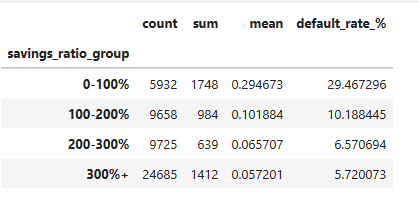 count sum mean default_rate_%
savings_ratio_group
0-100% 5932 1748 0.294673 29.467296
100-200% 9658 984 0.101884 10.188445
200-300% 9725 639 0.065707 6.570694
300%+ 24685 1412 0.057201 5.720073